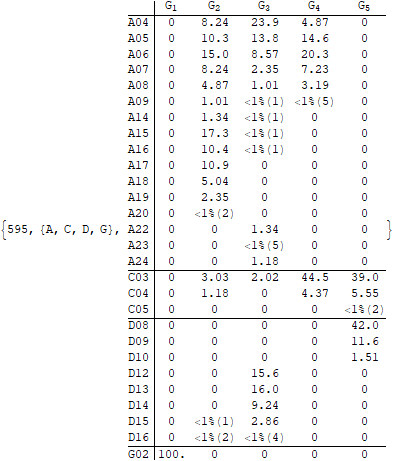 G1 G2 G3 G4 G5
A04 0 8.24 23.9 4.87 0
A05 0 10.3 13.8 14.6 0
A06 0 15.0 8.57 20.3 0
A07 0 8.24 2.35 7.23 0
A08 0 4.87 1.01 3.19 0
A09 0 1.01 <1%(1) <1%(5) 0
A14 0 1.34 <1%(1) 0 0
A15 0 17.3 <1%(1) 0 0
A16 0 10.4 <1%(1) 0 0
A17 0 10.9 0 0 0
A18 0 5.04 0 0 0
A19 0 2.35 0 0 0
A20 0 <1%(2) 0 0 0
{595, {A, C, D, G}, A22 0 0 1.34 0 0 }
A23 0 0 <1%(5) 0 0
A24 0 0 1.18 0 0
C03 0 3.03 2.02 44.5 39.0
C04 0 1.18 0 4.37 5.55
C05 0 0 0 0 <1%(2)
D08 0 0 0 0 42.0
D09 0 0 0 0 11.6
D10 0 0 0 0 1.51
D12 0 0 15.6 0 0
D13 0 0 16.0 0 0
D14 0 0 9.24 0 0
D15 0 <1%(1) 2.86 0 0
D16 0 <1%(2) <1%(4) 0 0
G02 100. 0 0 0 0